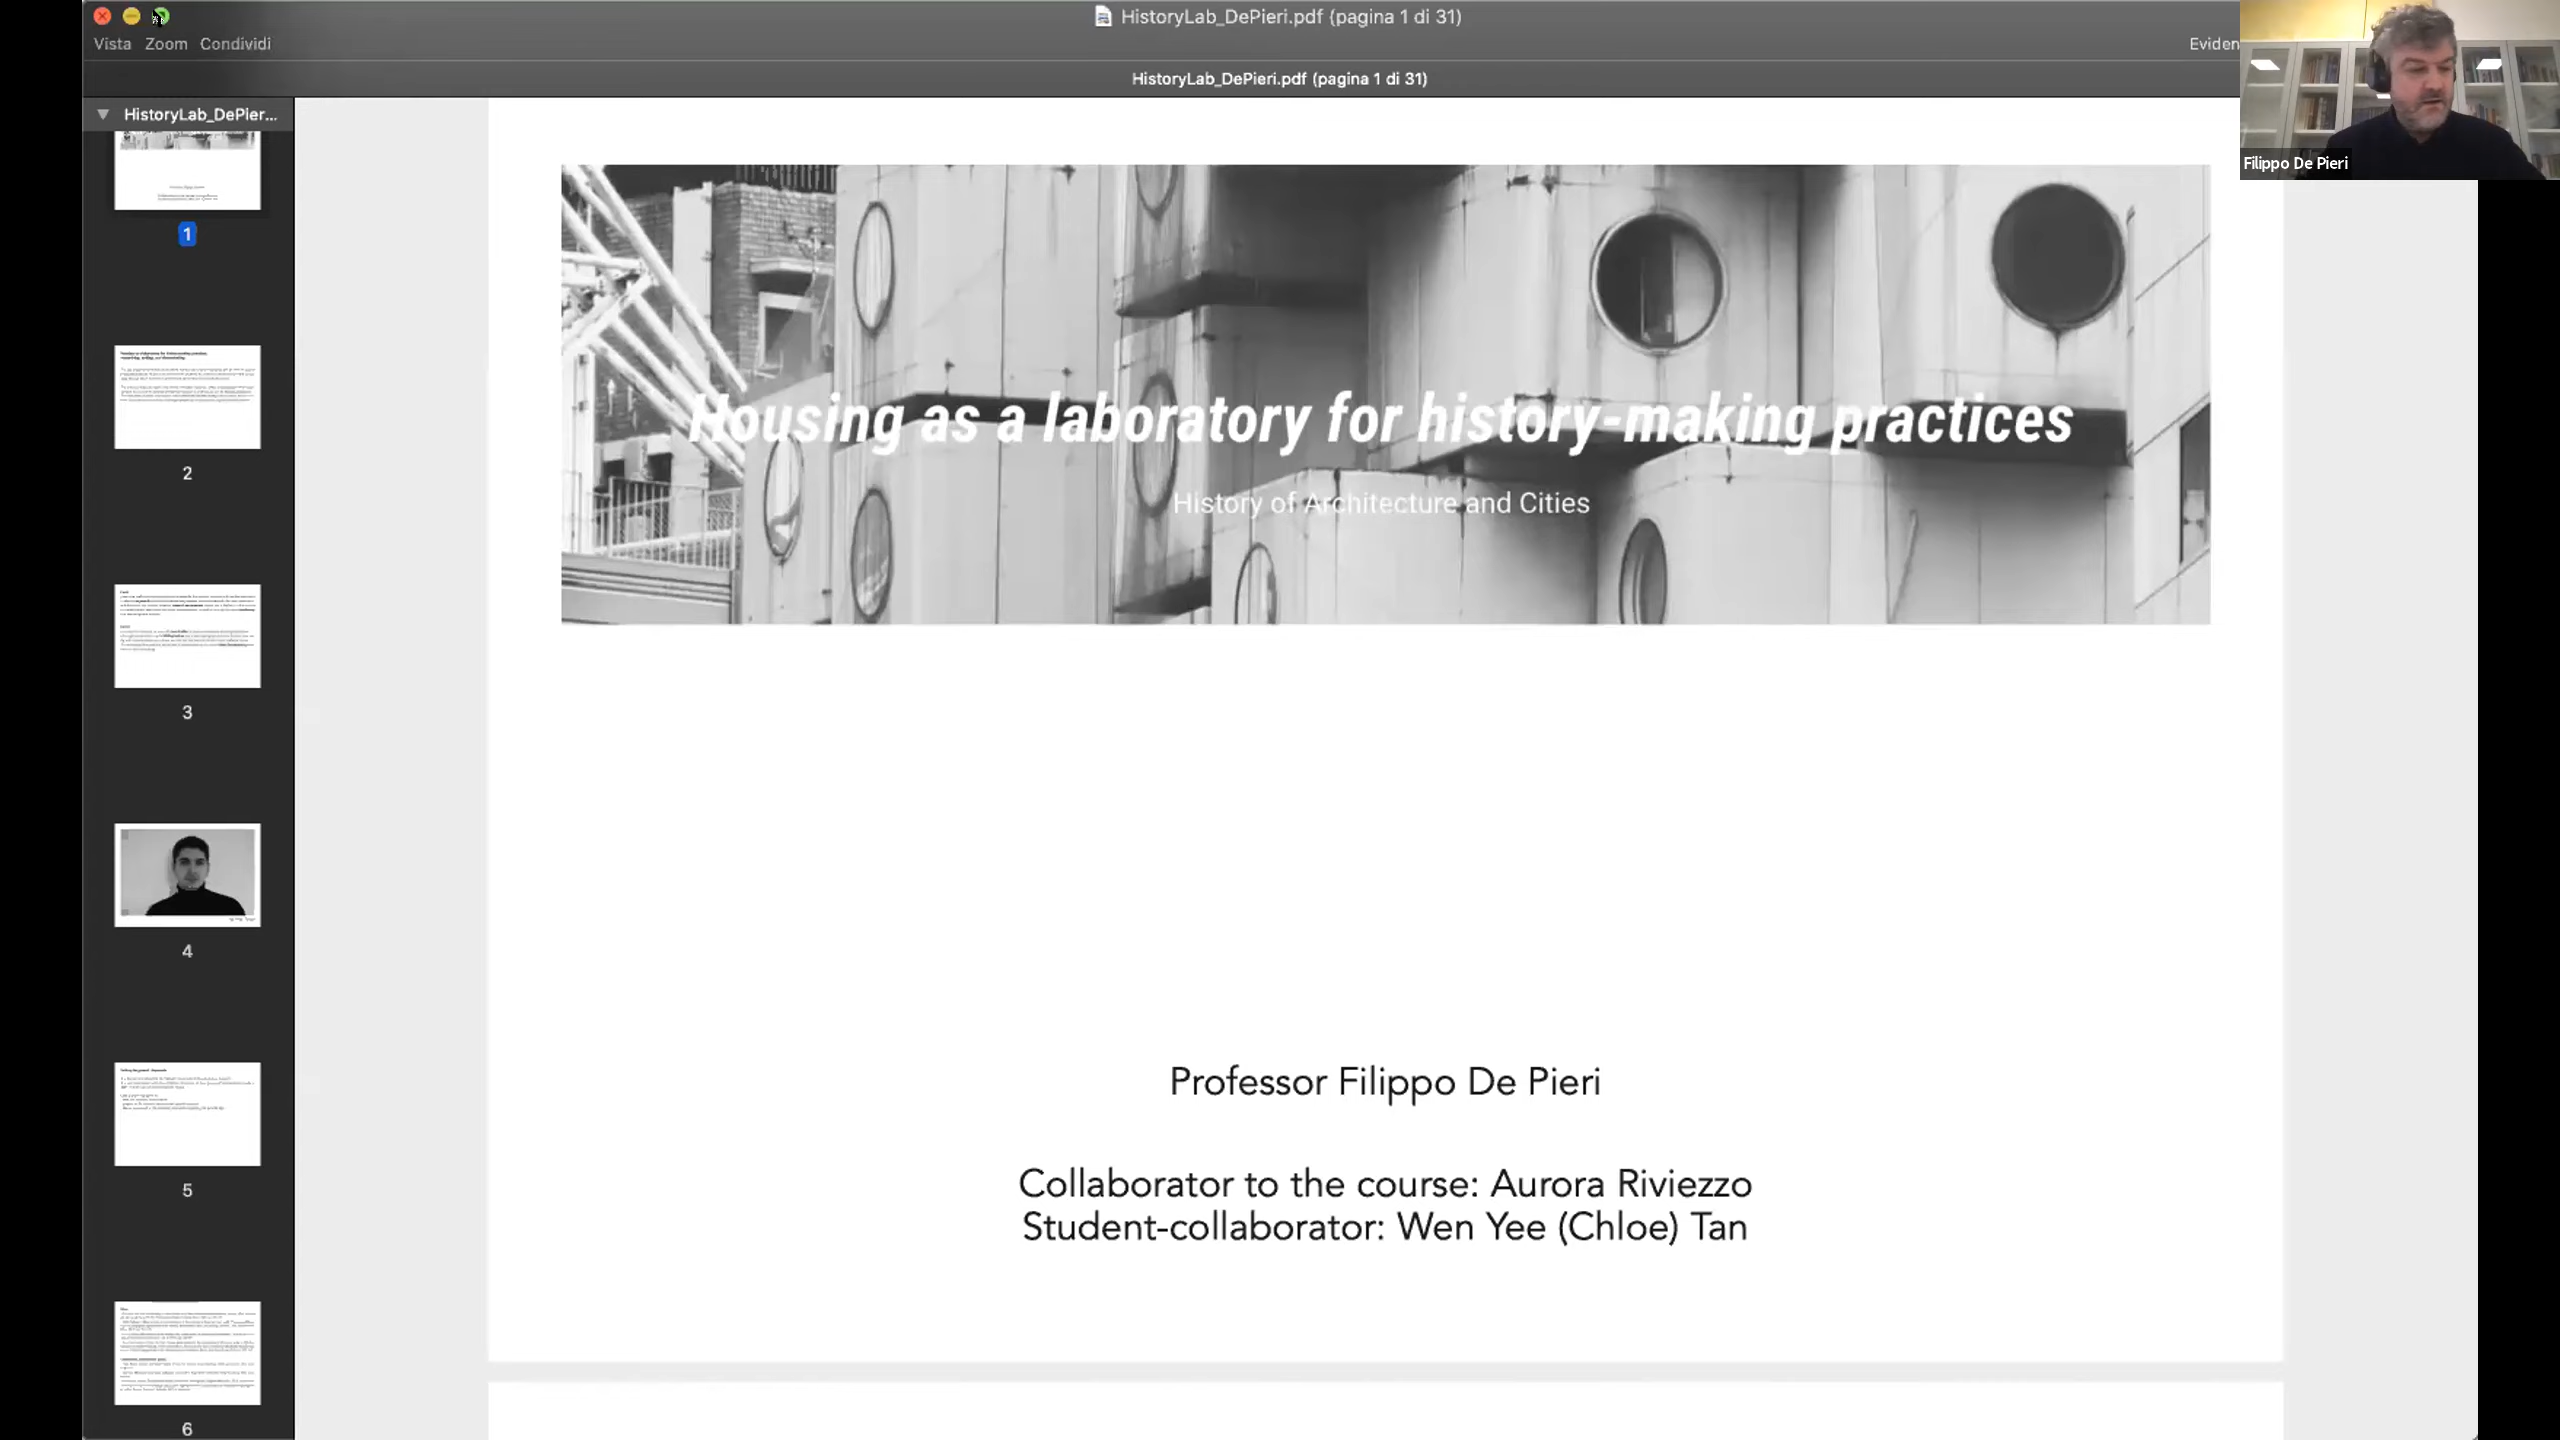 HistoryLab_DePieri.pdf (pagina 1 di 31)
Vista Zoom Condividi
Eviden
HistoryLab_DePieri.pdf (pagina 1 di 31)
HistoryLab_DePier...
Filippo De Pieri
1
2
3
4
5
6
Housing as a laboratory for history-making practices
History of Architecture and Cities
Professor Filippo De Pieri
Collaborator to the course: Aurora Riviezzo
Student-collaborator: Wen Yee (Chloe) Tan